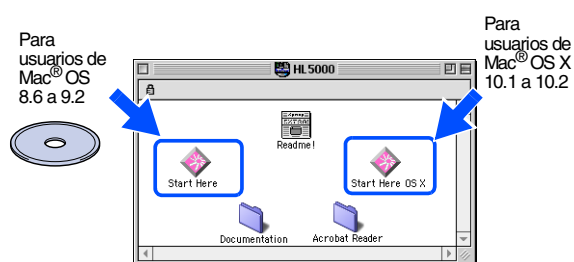 Para
usuarios de
Mac® OS
8.6 a 9.2
Para
usuarios de
Mac® OS X
10.1 a 10.2
HL5000
Readme!
Start Here
Start Here OS X
Documentation
Acrobat Reader